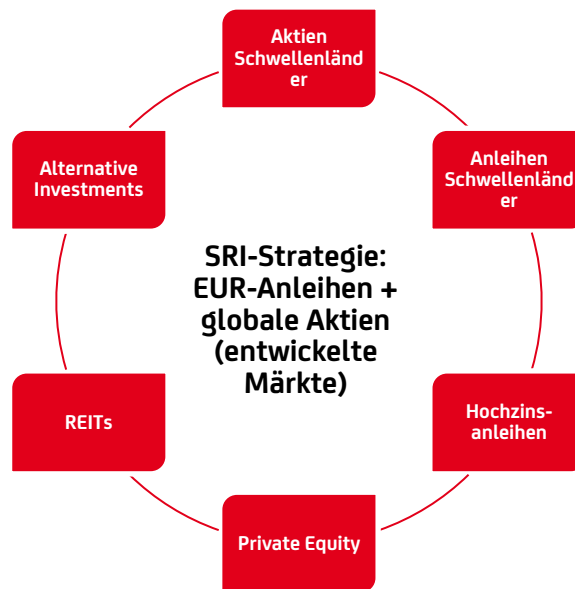 Aktien
Schwellenländ
er
Alternative
Investments
Anleihen
Schwellenländ
er
SRI-Strategie:
EUR-Anleihen +
globale Aktien
(entwickelte
Märkte)
REITs
Hochzins-
anleihen
Private Equity